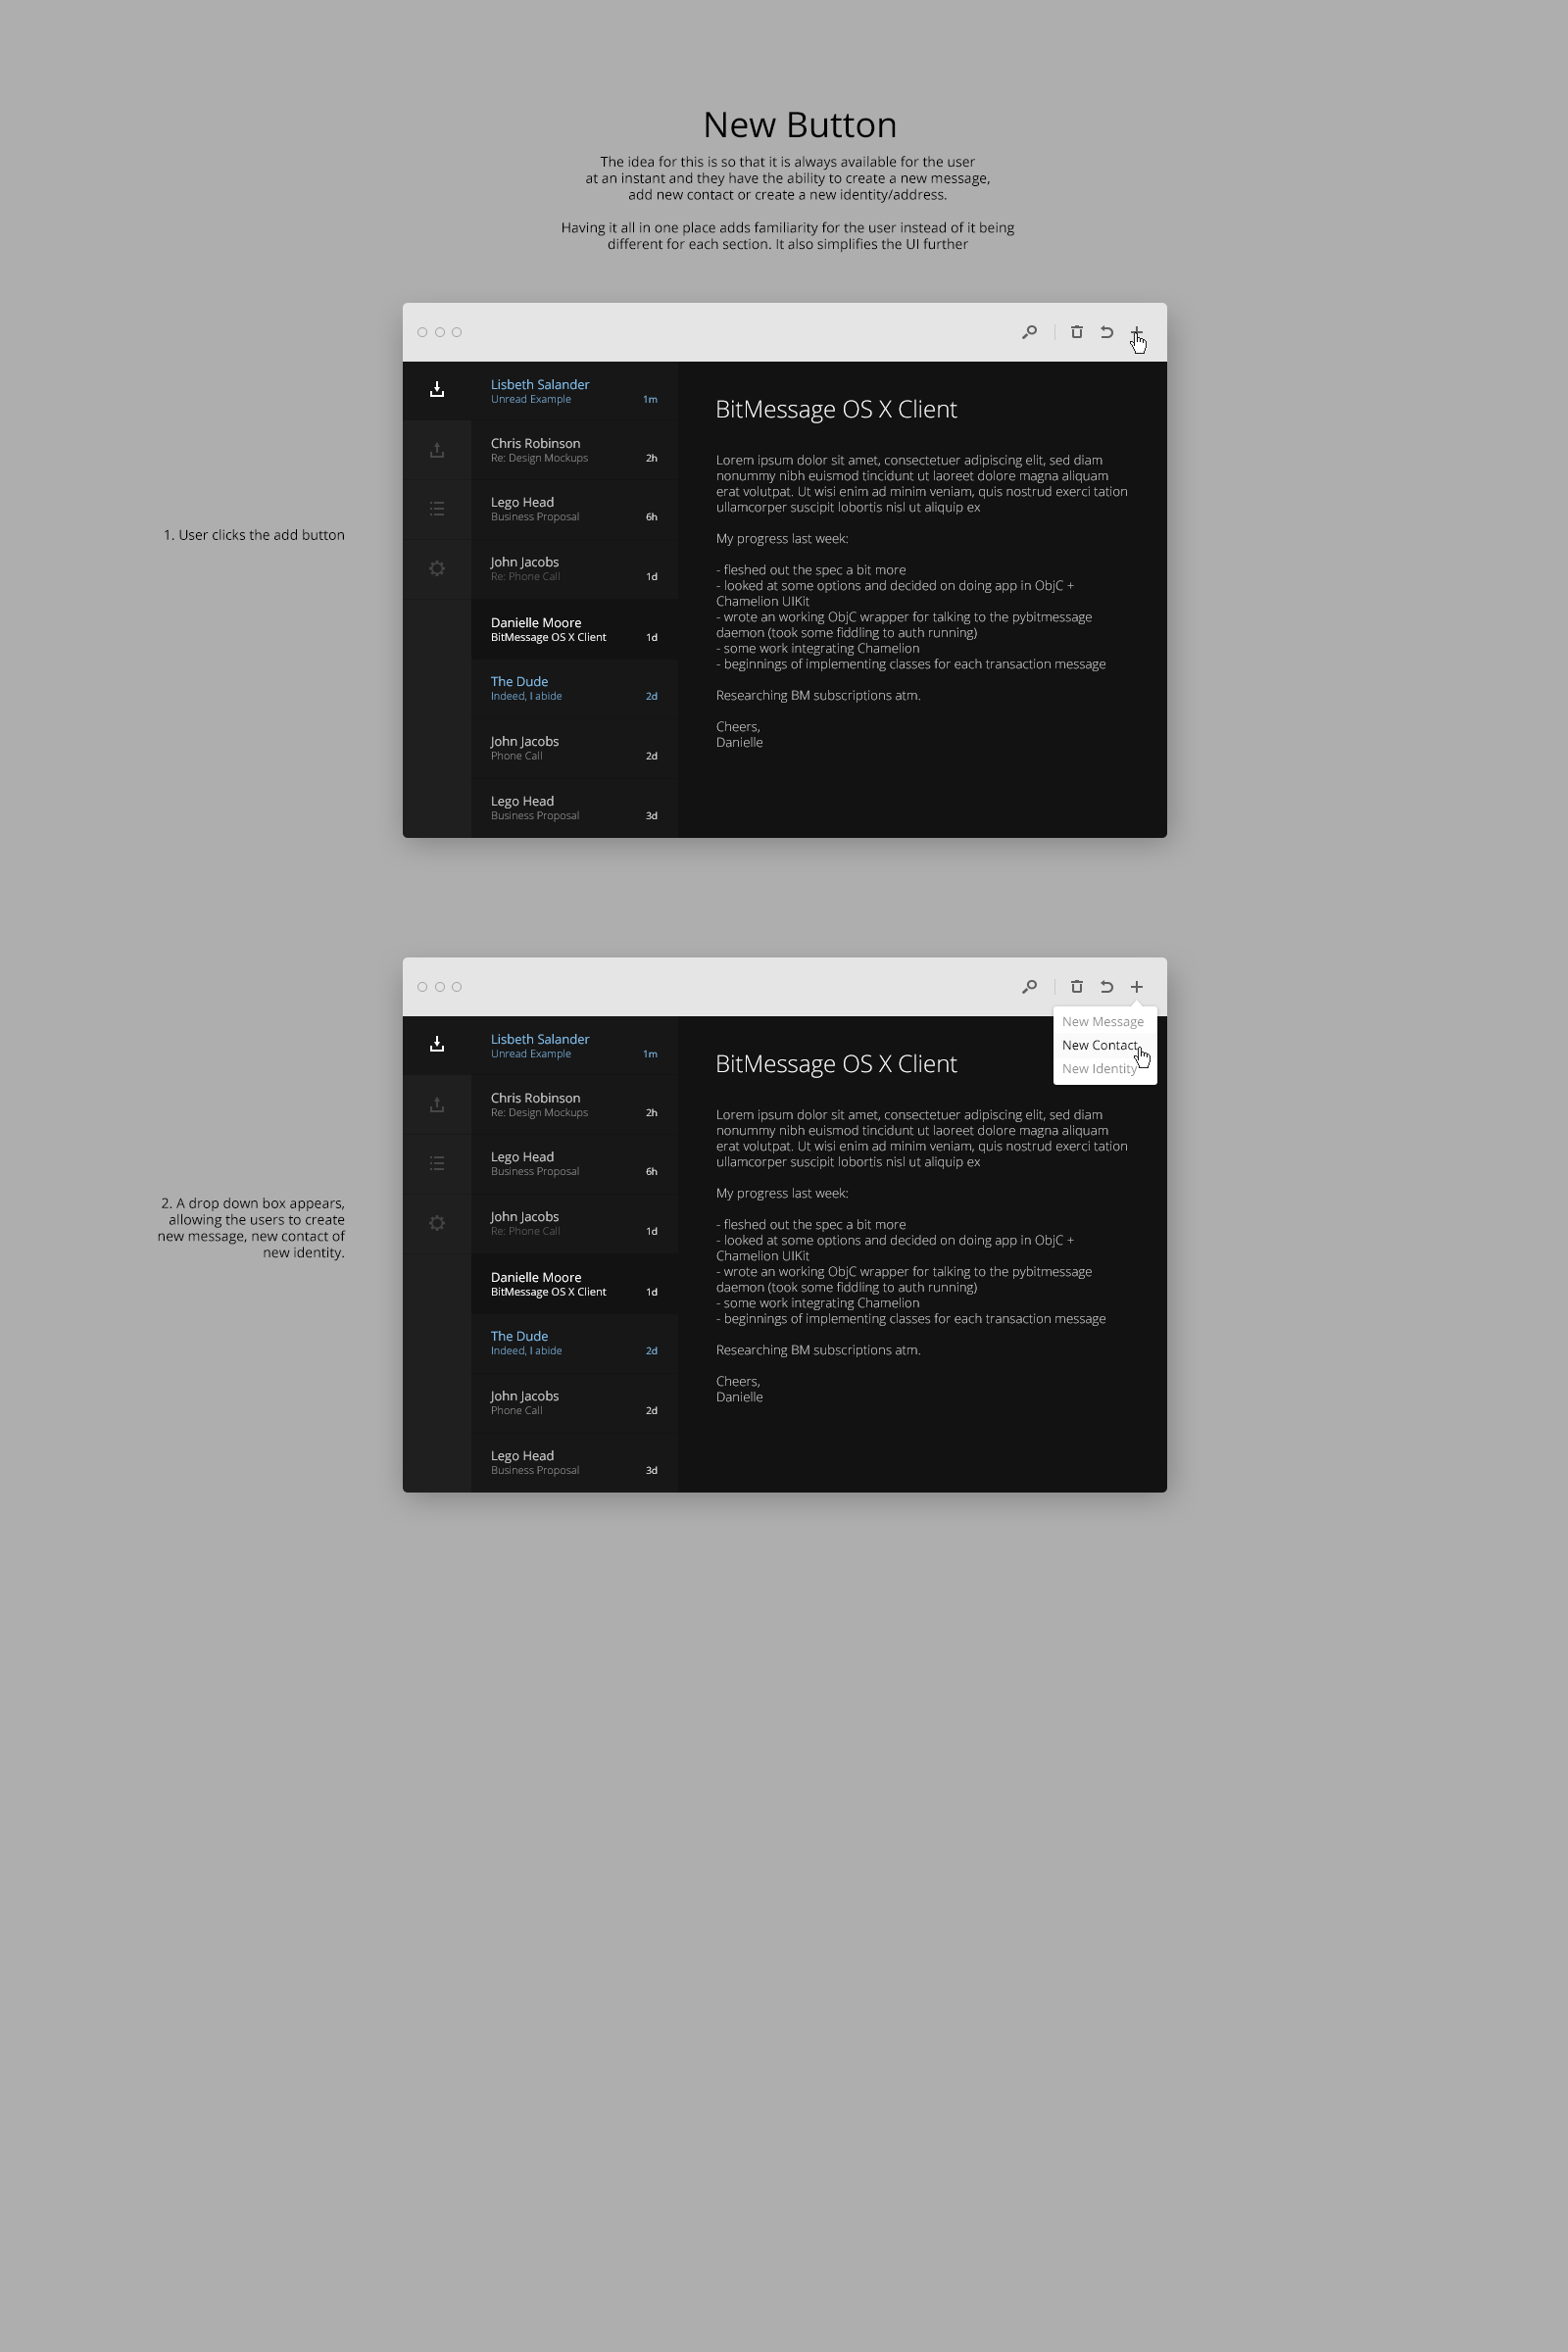 New Button
The idea for this is so that it is always available for the user
at an instant and they have the ability to create a new message,
add new contact or create a new identity/address.
Having it all in one place adds familiarity for the user instead of it being
different for each section. It also simplifies the UI further
1. User clicks the add button
Lisbeth Salander
Unread Example 1m
Chris Robinson
Re: Design Mockups 2h
Lego Head
Business Proposal 6h
John Jacobs
Re: Phone Call 1d
Danielle Moore
BitMessage OS X Client 1d
The Dude
Indeed, I abide 2d
John Jacobs
Phone Call 2d
Lego Head
Business Proposal 3d
BitMessage OS X Client
Lorem ipsum dolor sit amet, consectetuer adipiscing elit, sed diam
nonummy nibh euismod tincidunt ut laoreet dolore magna aliquam
erat volutpat. Ut wisi enim ad minim veniam, quis nostrud exerci tation
ullamcorper suscipit lobortis nisl ut aliquip ex
My progress last week:
- fleshed out the spec a bit more
- looked at some options and decided on doing app in ObjC +
Chamelion UIKit
- wrote an working ObjC wrapper for talking to the pybitmessage
daemon (took some fiddling to auth running)
- some work integrating Chamelion
- beginnings of implementing classes for each transaction message
Researching BM subscriptions atm.
Cheers,
Danielle
2. A drop down box appears,
allowing the users to create
new message, new contact of
new identity.
Lisbeth Salander
Unread Example 1m
Chris Robinson
Re: Design Mockups 2h
Lego Head
Business Proposal 6h
John Jacobs
Re: Phone Call 1d
Danielle Moore
BitMessage OS X Client 1d
The Dude
Indeed, I abide 2d
John Jacobs
Phone Call 2d
Lego Head
Business Proposal 3d
New Message
New Contact
New Identity
BitMessage OS X Client
Lorem ipsum dolor sit amet, consectetuer adipiscing elit, sed diam
nonummy nibh euismod tincidunt ut laoreet dolore magna aliquam
erat volutpat. Ut wisi enim ad minim veniam, quis nostrud exerci tation
ullamcorper suscipit lobortis nisl ut aliquip ex
My progress last week:
- fleshed out the spec a bit more
- looked at some options and decided on doing app in ObjC +
Chamelion UIKit
- wrote an working ObjC wrapper for talking to the pybitmessage
daemon (took some fiddling to auth running)
- some work integrating Chamelion
- beginnings of implementing classes for each transaction message
Researching BM subscriptions atm.
Cheers,
Danielle